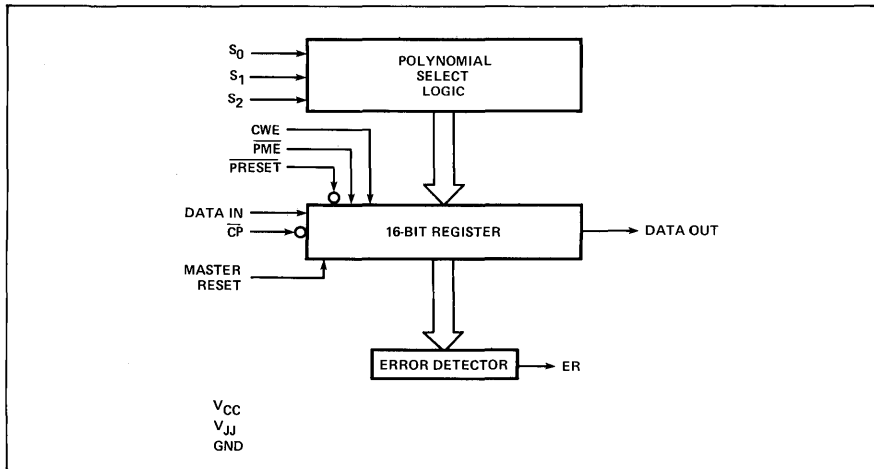 S0
S1
S2
POLYNOMIAL
SELECT
LOGIC
CWE
PME
PRESET
DATA IN
CP
MASTER
RESET
16-BIT REGISTER
DATA OUT
ERROR DETECTOR
ER
VCC
VJJ
GND